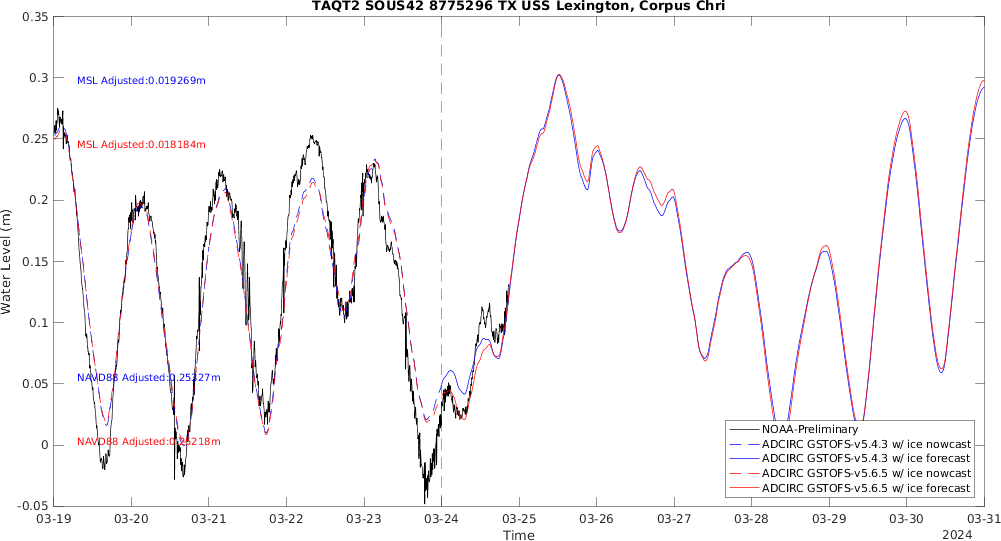 TAQT2 SOUS42 8775296 TX USS Lexington, Corpus Chri
0.35
0.3
0.25
0.2
0.15
0.1
0.05
0
-0.05
Water Level (m)
MSL Adjusted:0.019269m
MSL Adjusted:0.018184m
NAVD88 Adjusted:0.25327m
NAVD88 Adjusted:0.25218m
NOAA-Preliminary
ADCIRC GSTOFS-v5.4.3 w/ ice nowcast
ADCIRC GSTOFS-v5.4.3 w/ ice forecast
ADCIRC GSTOFS-v5.6.5 w/ ice nowcast
ADCIRC GSTOFS-v5.6.5 w/ ice forecast
03-19 03-20 03-21 03-22 03-23 03-24 03-25 03-26 03-27 03-28 03-29 03-30 03-31
Time
2024